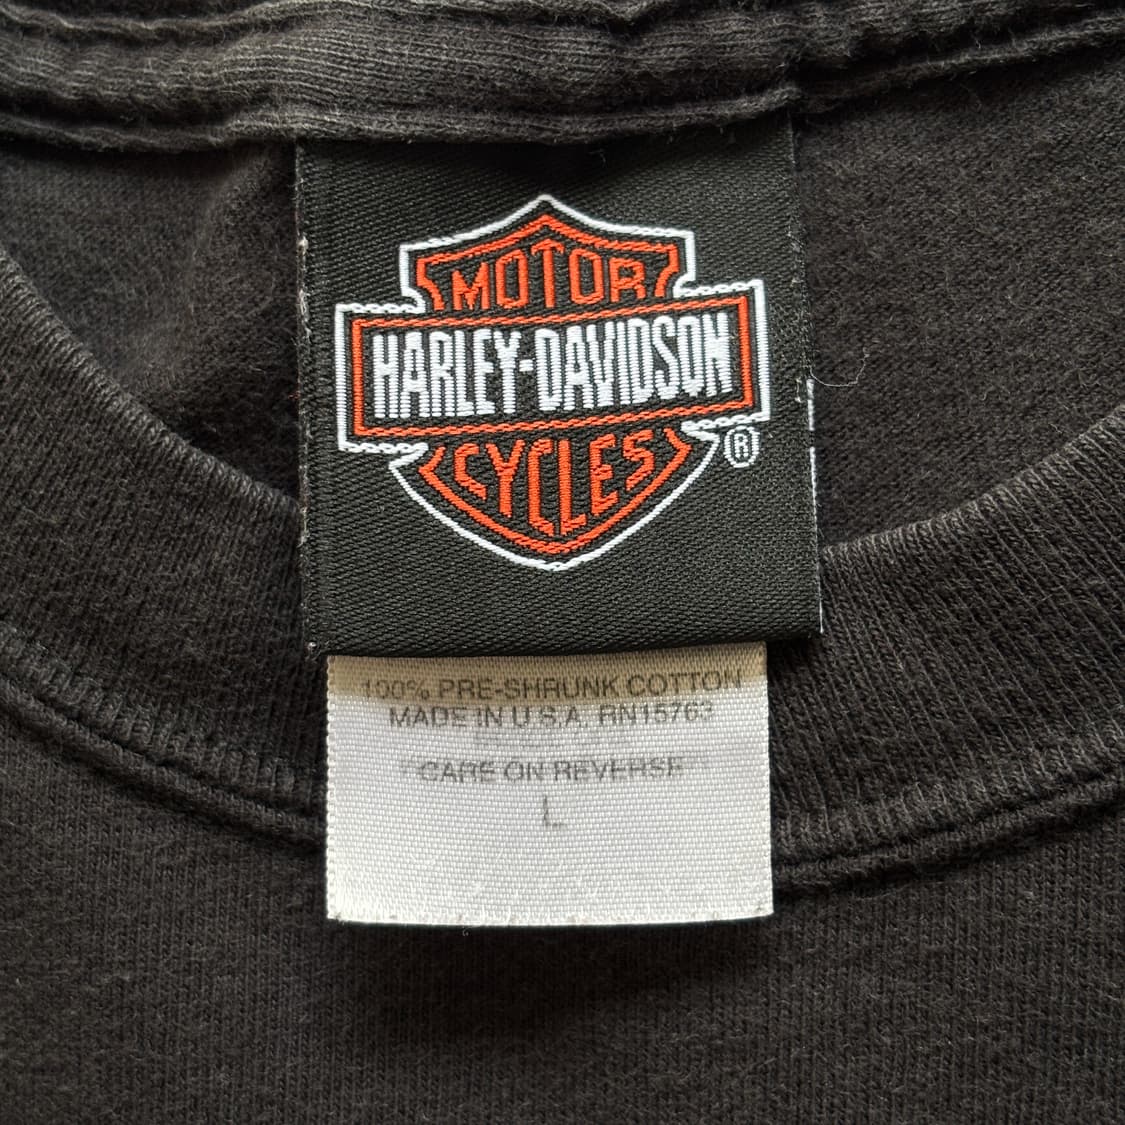 MOTOR
HARLEY-DAVIDSON
CYCLES
®
100% PRE-SHRUNK COTTON
MADE IN U.S.A. RN15763
CARE ON REVERSE
L